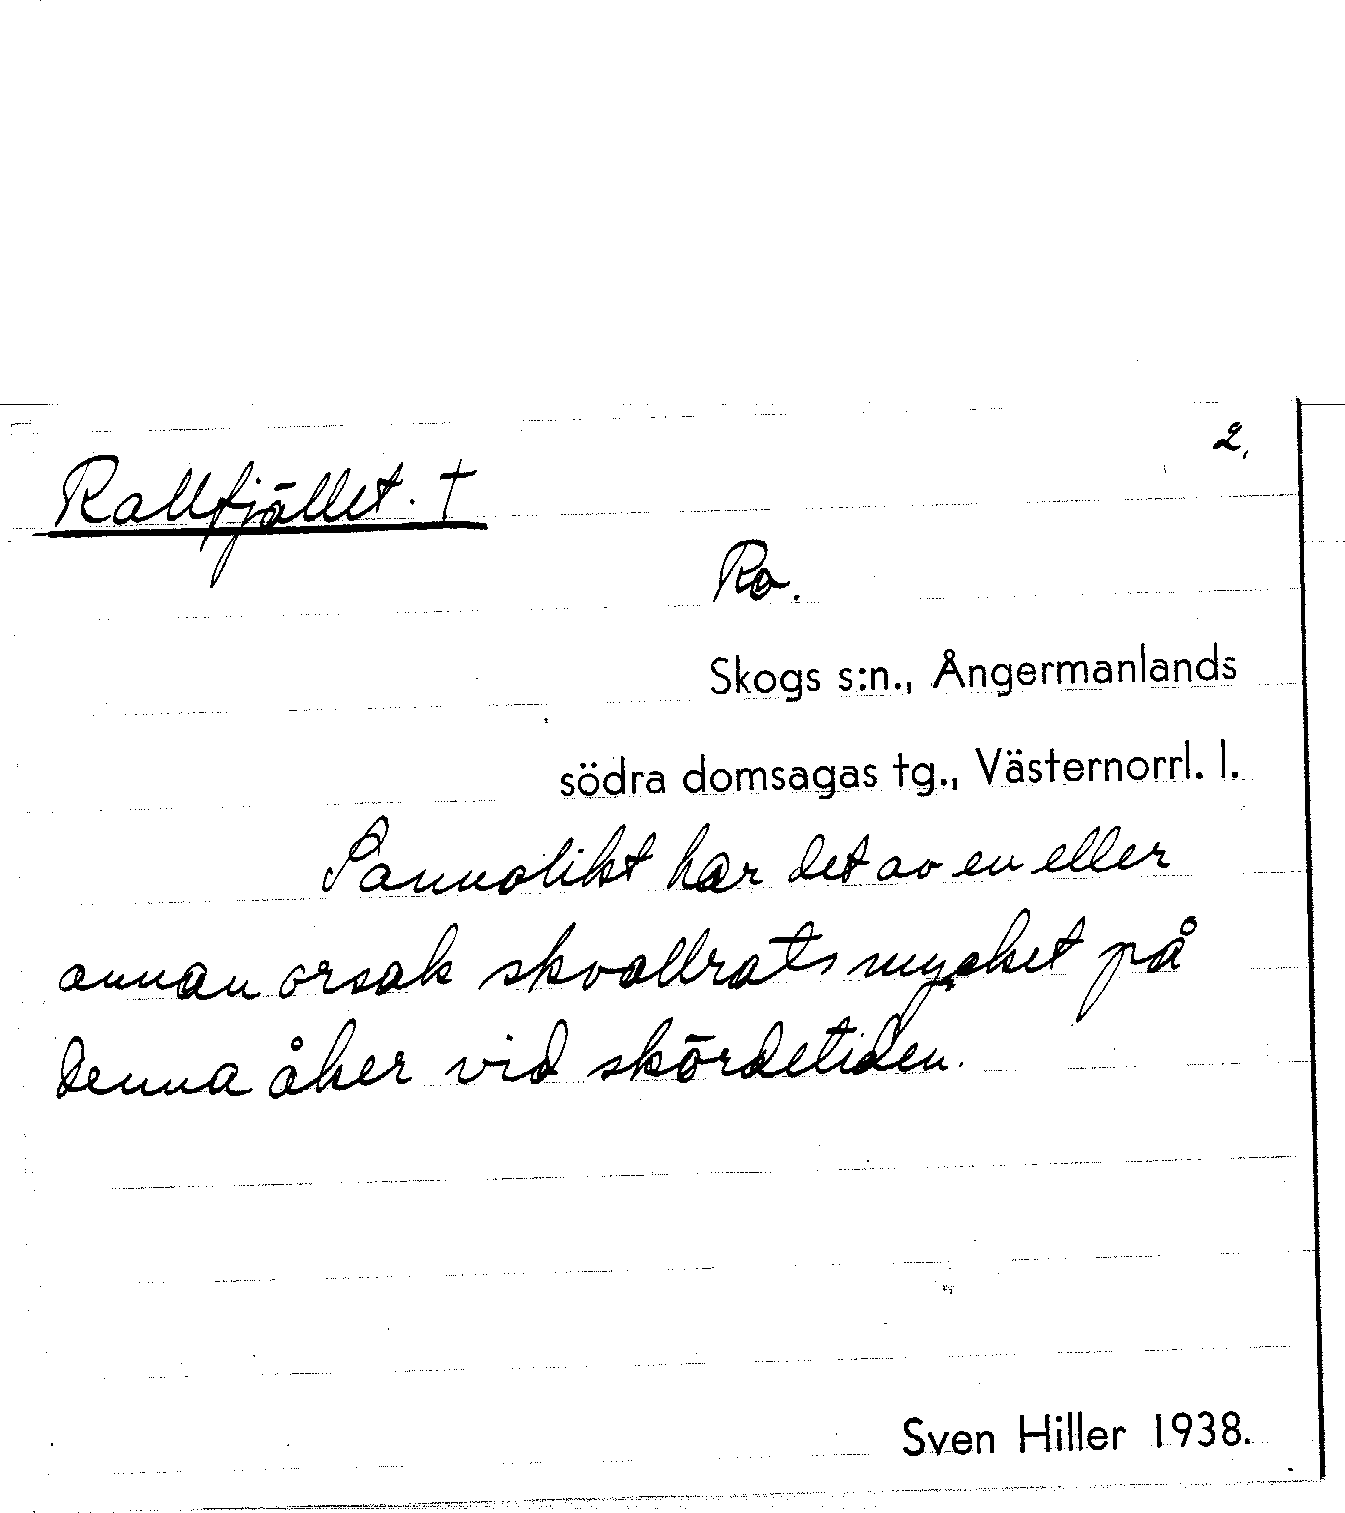 2.
Rallfjället. †
Ro.
Skogs s:n., Ångermanlands
södra domsagas tg., Västernorrl. l.
Sannolikt har det av en eller
annan orsak skvallrats mycket på
denna åker vid skördetiden.
Sven Hiller 1938.